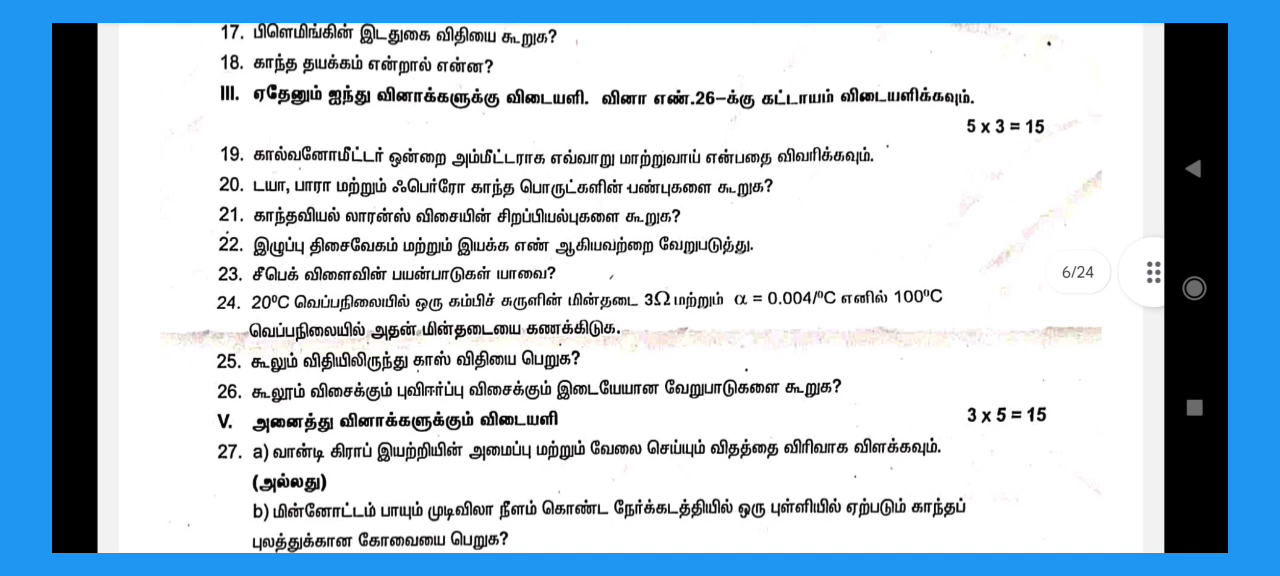 17. பிளெமிங்கின் இடதுகை விதியை கூறுக?
18. காந்த தயக்கம் என்றால் என்ன?
III. ஏதேனும் ஐந்து வினாக்களுக்கு விடையளி. வினா எண்.26–க்கு கட்டாயம் விடையளிக்கவும்.
5 x 3 = 15
19. கால்வனோமீட்டர் ஒன்றை அம்மீட்டராக எவ்வாறு மாற்றுவாய் என்பதை விவரிக்கவும்.
20. டயா, பாரா மற்றும் ஃபெர்ரோ காந்த பொருட்களின் பண்புகளை கூறுக?
21. காந்தவியல் லாரன்ஸ் விசையின் சிறப்பியல்புகளை கூறுக?
22. இழுப்பு திசைவேகம் மற்றும் இயக்க எண் ஆகியவற்றை வேறுபடுத்து.
23. சீபெக் விளைவின் பயன்பாடுகள் யாவை?
6/24
24. 20⁰C வெப்பநிலையில் ஒரு கம்பிச் சுருளின் மின்தடை 3Ω மற்றும் α = 0.004/⁰C எனில் 100⁰C
வெப்பநிலையில் அதன் மின்தடையை கணக்கிடுக.
25. கூலும் விதியிலிருந்து காஸ் விதியை பெறுக?
26. கூலூம் விசைக்கும் புவிஈர்ப்பு விசைக்கும் இடையேயான வேறுபாடுகளை கூறுக?
V. அனைத்து வினாக்களுக்கும் விடையளி 3 x 5 = 15
27. a) வான்டி கிராப் இயற்றியின் அமைப்பு மற்றும் வேலை செய்யும் விதத்தை விரிவாக விளக்கவும்.
(அல்லது)
b) மின்னோட்டம் பாயும் முடிவிலா நீளம் கொண்ட நேர்க்கடத்தியில் ஒரு புள்ளியில் ஏற்படும் காந்தப்
புலத்துக்கான கோவையை பெறுக?